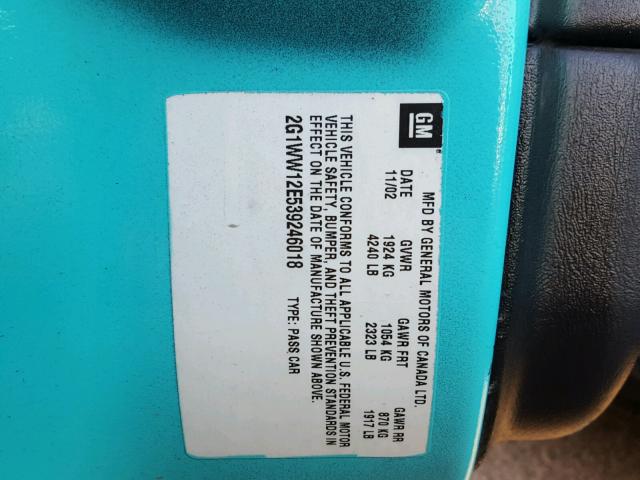 GM
MFD BY GENERAL MOTORS OF CANADA LTD.
DATE GVWR GAWR FRT GAWR RR
11/02 1924 KG 1054 KG 870 KG
4240 LB 2323 LB 1917 LB
THIS VEHICLE CONFORMS TO ALL APPLICABLE U.S. FEDERAL MOTOR
VEHICLE SAFETY, BUMPER, AND THEFT PREVENTION STANDARDS IN
EFFECT ON THE DATE OF MANUFACTURE SHOWN ABOVE.
2G1WW12E539246018 TYPE: PASS CAR